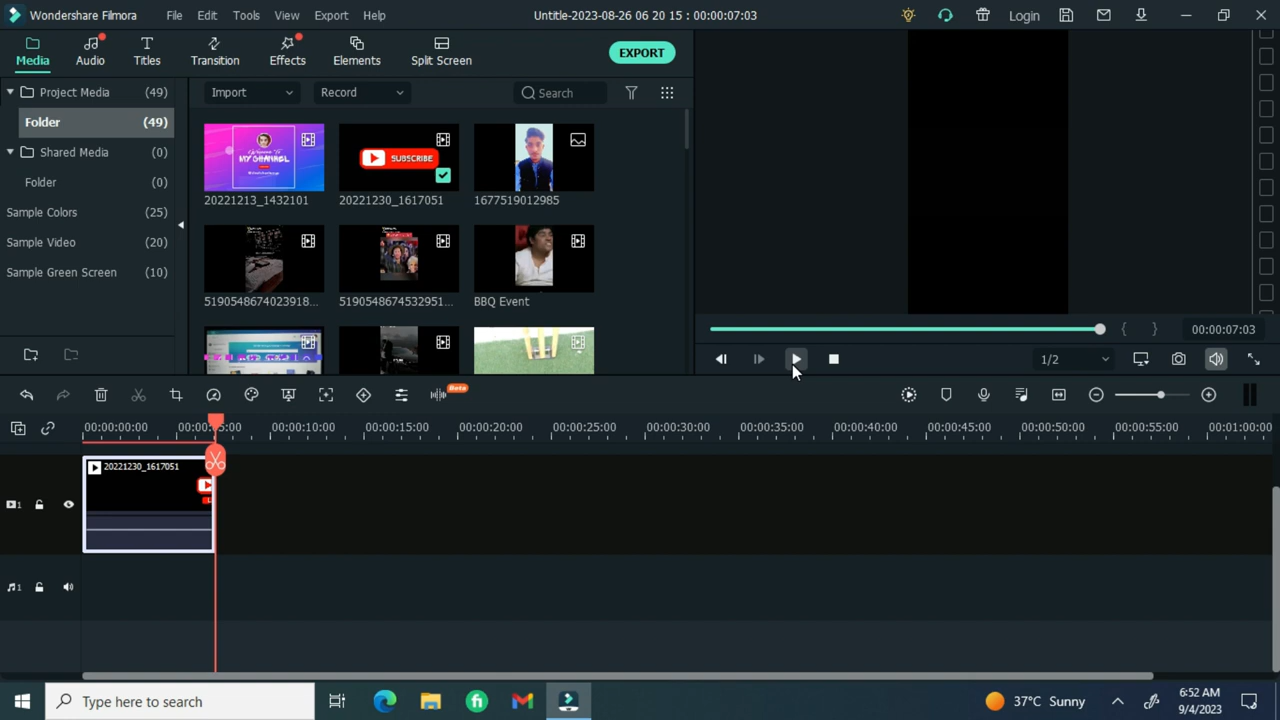 Wondershare Filmora File Edit Tools View Export Help Untitle-2023-08-26 06 20 15 : 00:00:07:03 Login
Media Audio Titles Transition Effects Elements Split Screen EXPORT
Project Media (49)
Folder (49)
Shared Media (0)
Folder (0)
Sample Colors (25)
Sample Video (20)
Sample Green Screen (10)
Import Record Search
MY CHANNEL
SUBSCRIBE
20221213_1432101 20221230_1617051 1677519012985
5190548674023918... 5190548674532951... BBQ Event
00:00:07:03
1/2
Beta
00:00:00:00 00:00:05:00 00:00:10:00 00:00:15:00 00:00:20:00 00:00:25:00 00:00:30:00 00:00:35:00 00:00:40:00 00:00:45:00 00:00:50:00 00:00:55:00 00:01:00:00
20221230_1617051
1
1
Type here to search
37°C Sunny
6:52 AM
9/4/2023